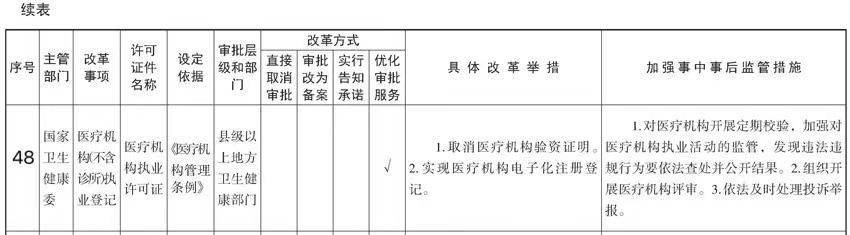 续表
序号
主管
部门
改革
事项
许可
证件
名称
设定
依据
审批层
级和部
门
改革方式
直接
取消
审批
审批
改为
备案
实行
告知
承诺
优化
审批
服务
具体改革举措
加强事中事后监管措施
48
国家
卫生
健康
委
医疗机
构(不含
诊所)执
业登记
医疗机
构执业
许可证
《医疗机
构管理
条例》
县级以
上地方
卫生健
康部门
√
1.取消医疗机构验资证明。
2.实现医疗机构电子化注册登
记。
1.对医疗机构开展定期校验，加强对
医疗机构执业活动的监管，发现违法违
规行为要依法查处并公开结果。2.组织开
展医疗机构评审。3.依法及时处理投诉举
报。